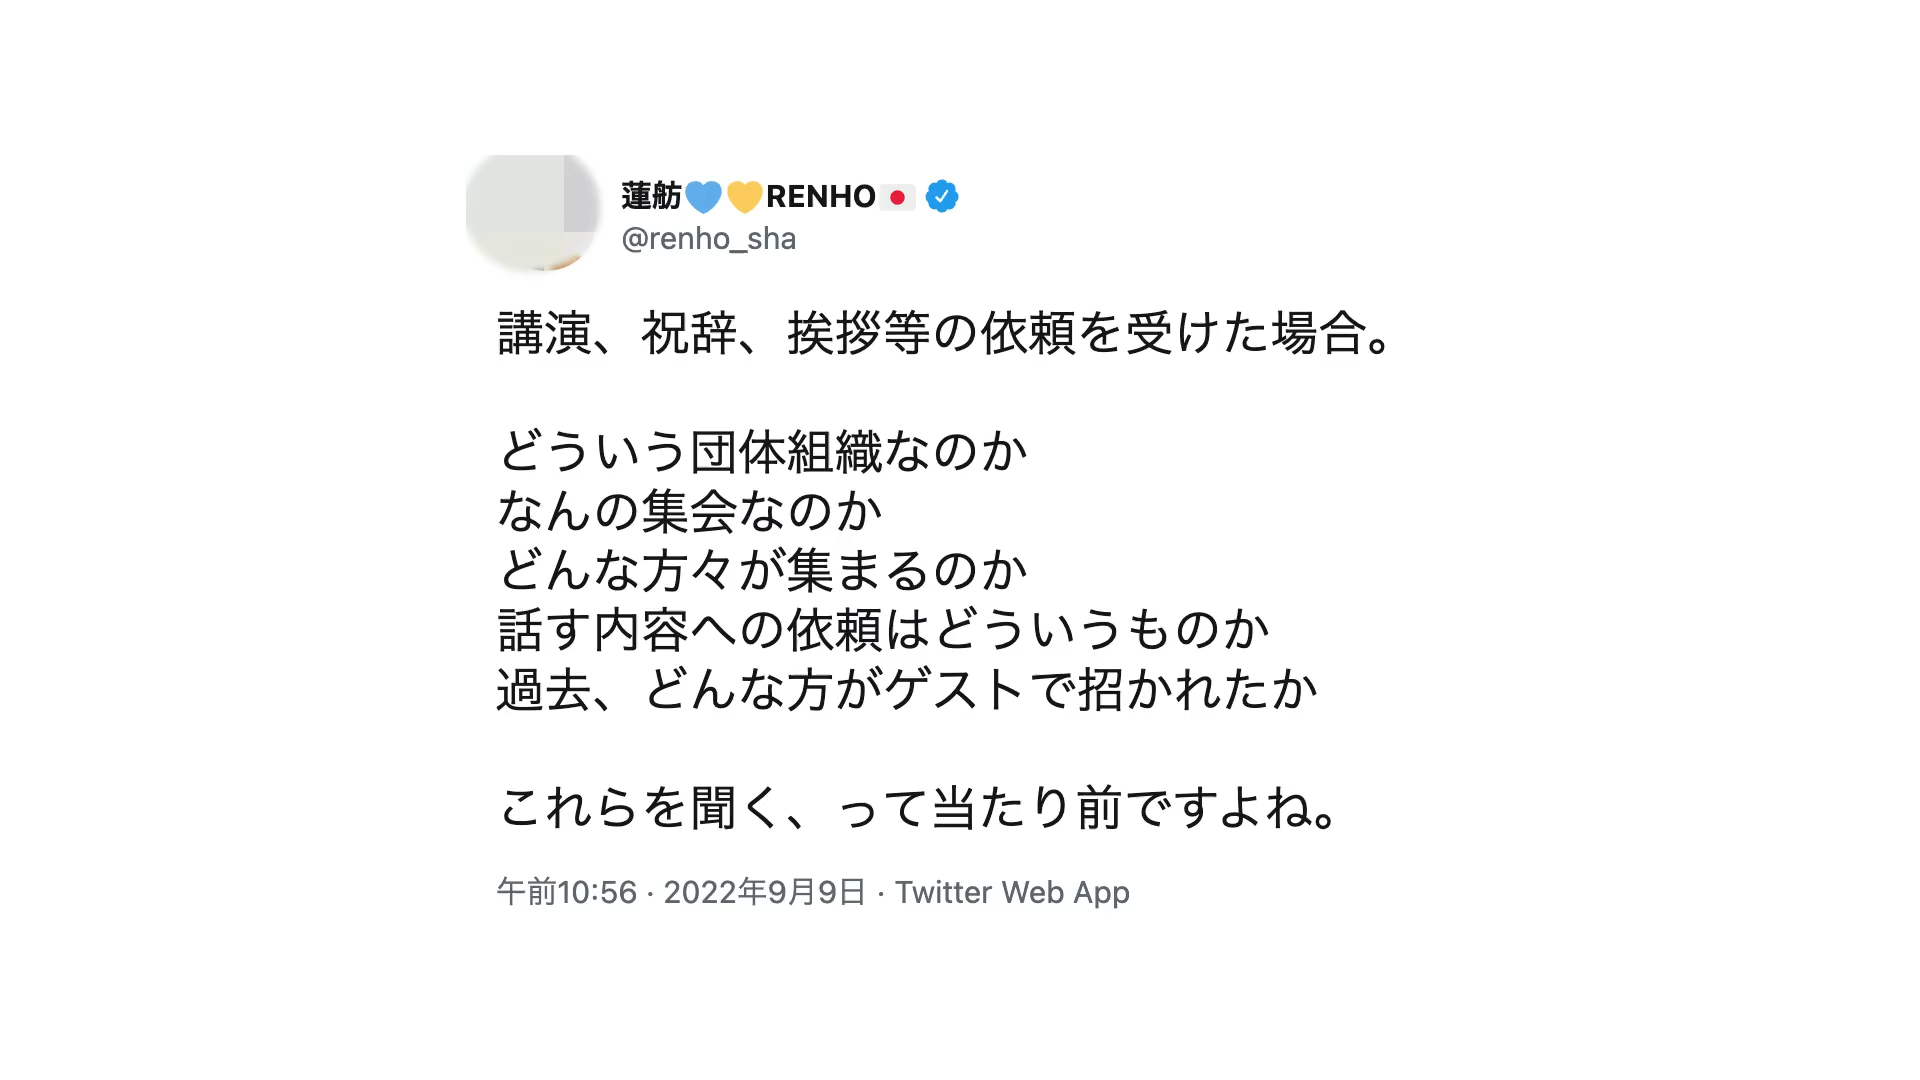 蓮舫💙💛RENHO🇯🇵
@renho_sha
講演、祝辞、挨拶等の依頼を受けた場合。
どういう団体組織なのか
なんの集会なのか
どんな方々が集まるのか
話す内容への依頼はどういうものか
過去、どんな方がゲストで招かれたか
これらを聞く、って当たり前ですよね。
午前10:56 · 2022年9月9日 · Twitter Web App